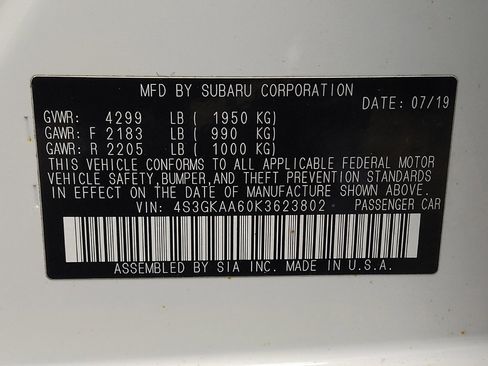 MFD BY SUBARU CORPORATION
DATE: 07/19
GVWR: 4299 LB ( 1950 KG)
GAWR: F 2183 LB ( 990 KG)
GAWR: R 2205 LB ( 1000 KG)
THIS VEHICLE CONFORMS TO ALL APPLICABLE FEDERAL MOTOR
VEHICLE SAFETY,BUMPER,AND THEFT PREVENTION STANDARDS
IN EFFECT ON THE DATE OF MANUFACTURE SHOWN ABOVE.
VIN: 4S3GKAA60K3623802 PASSENGER CAR
ASSEMBLED BY SIA INC. MADE IN U.S.A.